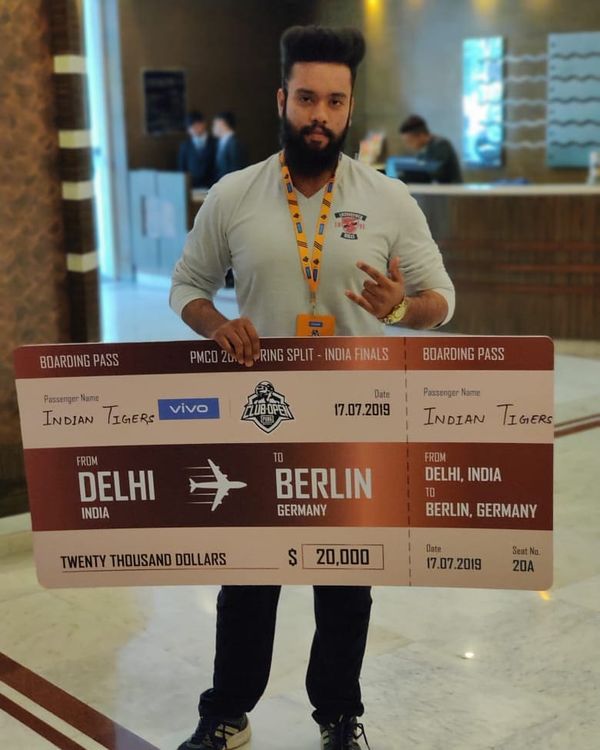 BOARDING PASS
PMCO 20 RING SPLIT - INDIA FINALS
Passenger Name
INDIAN TIGERS
vivo
CLUB OPEN
Date
17.07.2019
FROM
DELHI
INDIA
TO
BERLIN
GERMANY
TWENTY THOUSAND DOLLARS
$ 20,000
BOARDING PASS
Passenger Name
INDIAN TIGERS
FROM
DELHI, INDIA
TO
BERLIN, GERMANY
Date
17.07.2019
Seat No.
20A